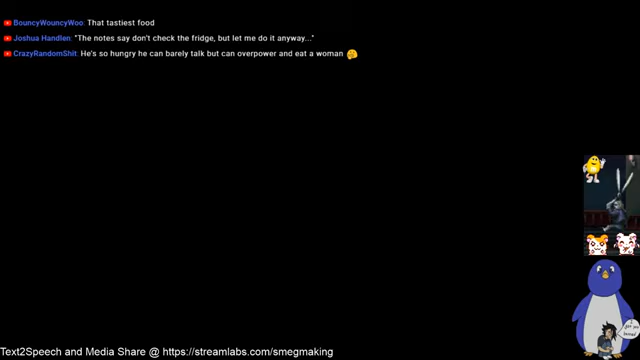 BouncyWouncyWoo: That tastiest food
Joshua Handlen: "The notes say don't check the fridge, but let me do it anyway..."
CrazyRandomShit: He's so hungry he can barely talk but can overpower and eat a woman
Text2Speech and Media Share @ https://streamlabs.com/smegmaking